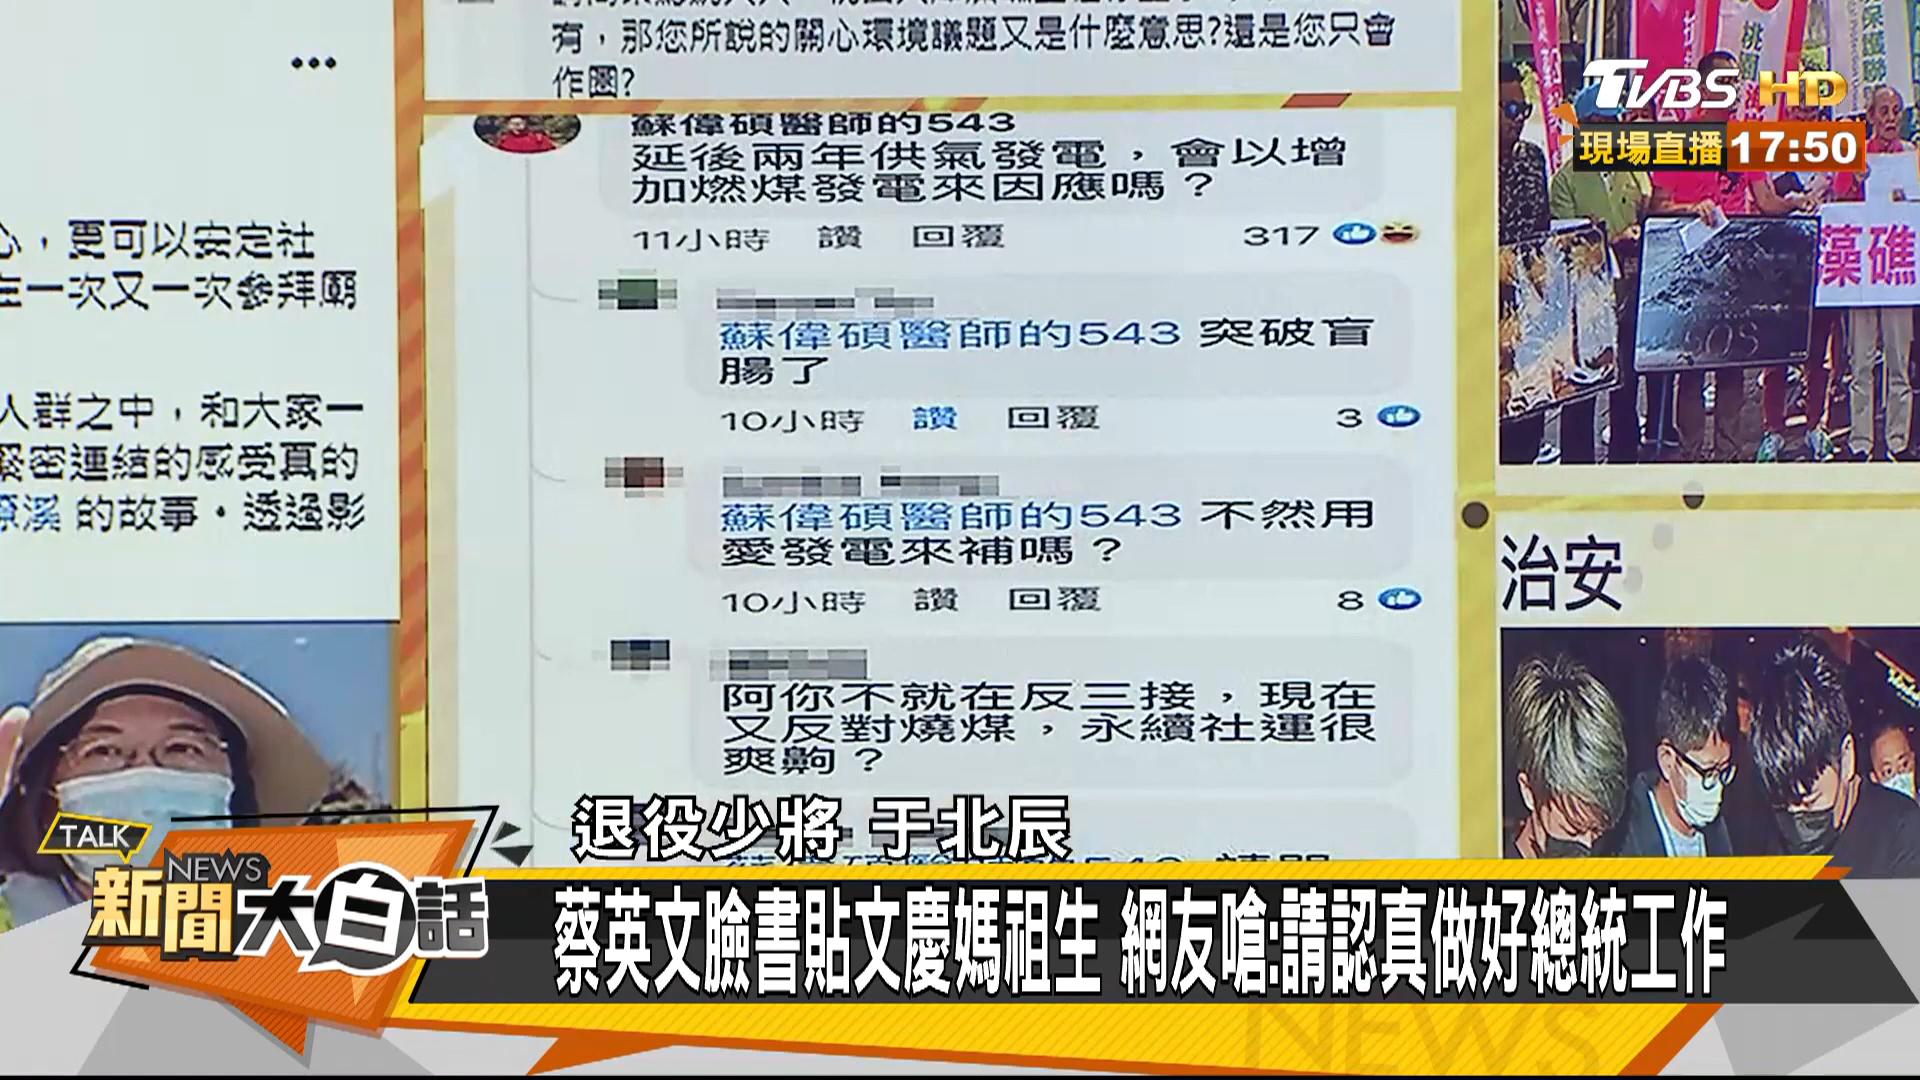 有，那您所說的關心環境議題又是什麼意思?還是您只會
作圖?
TVBS HD
現場直播 17:50
蘇偉碩醫師的543
延後兩年供氣發電，會以增
加燃煤發電來因應嗎？
11小時 讚 回覆 317
蘇偉碩醫師的543 突破盲
腸了
10小時 讚 回覆 3
蘇偉碩醫師的543 不然用
愛發電來補嗎？
10小時 讚 回覆 8
阿你不就在反三接，現在
又反對燒煤，永續社運很
爽齁？
心，更可以安定社
在一次又一次參拜廟
人群之中，和大家一
緊密連結的感受真的
溪 的故事。透過影
藻礁
SOS
治安
退役少將 于北辰
TALK
NEWS
新聞大白話
蔡英文臉書貼文慶媽祖生 網友嗆:請認真做好總統工作
NEWS